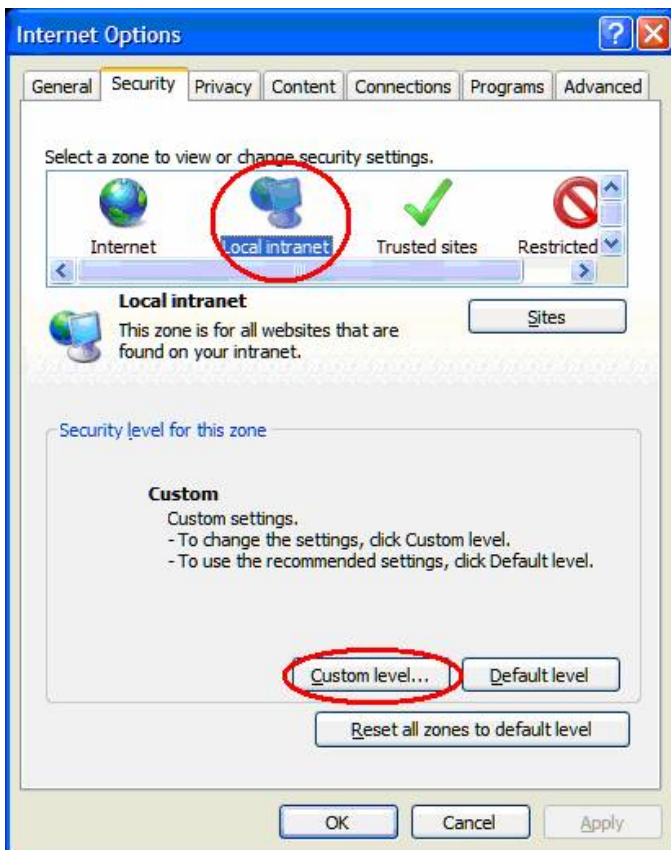 Internet Options
General Security Privacy Content Connections Programs Advanced
Select a zone to view or change security settings.
Internet Local intranet Trusted sites Restricted
Local intranet
This zone is for all websites that are
found on your intranet.
Sites
Security level for this zone
Custom
Custom settings.
- To change the settings, click Custom level.
- To use the recommended settings, click Default level.
Custom level... Default level
Reset all zones to default level
OK Cancel Apply